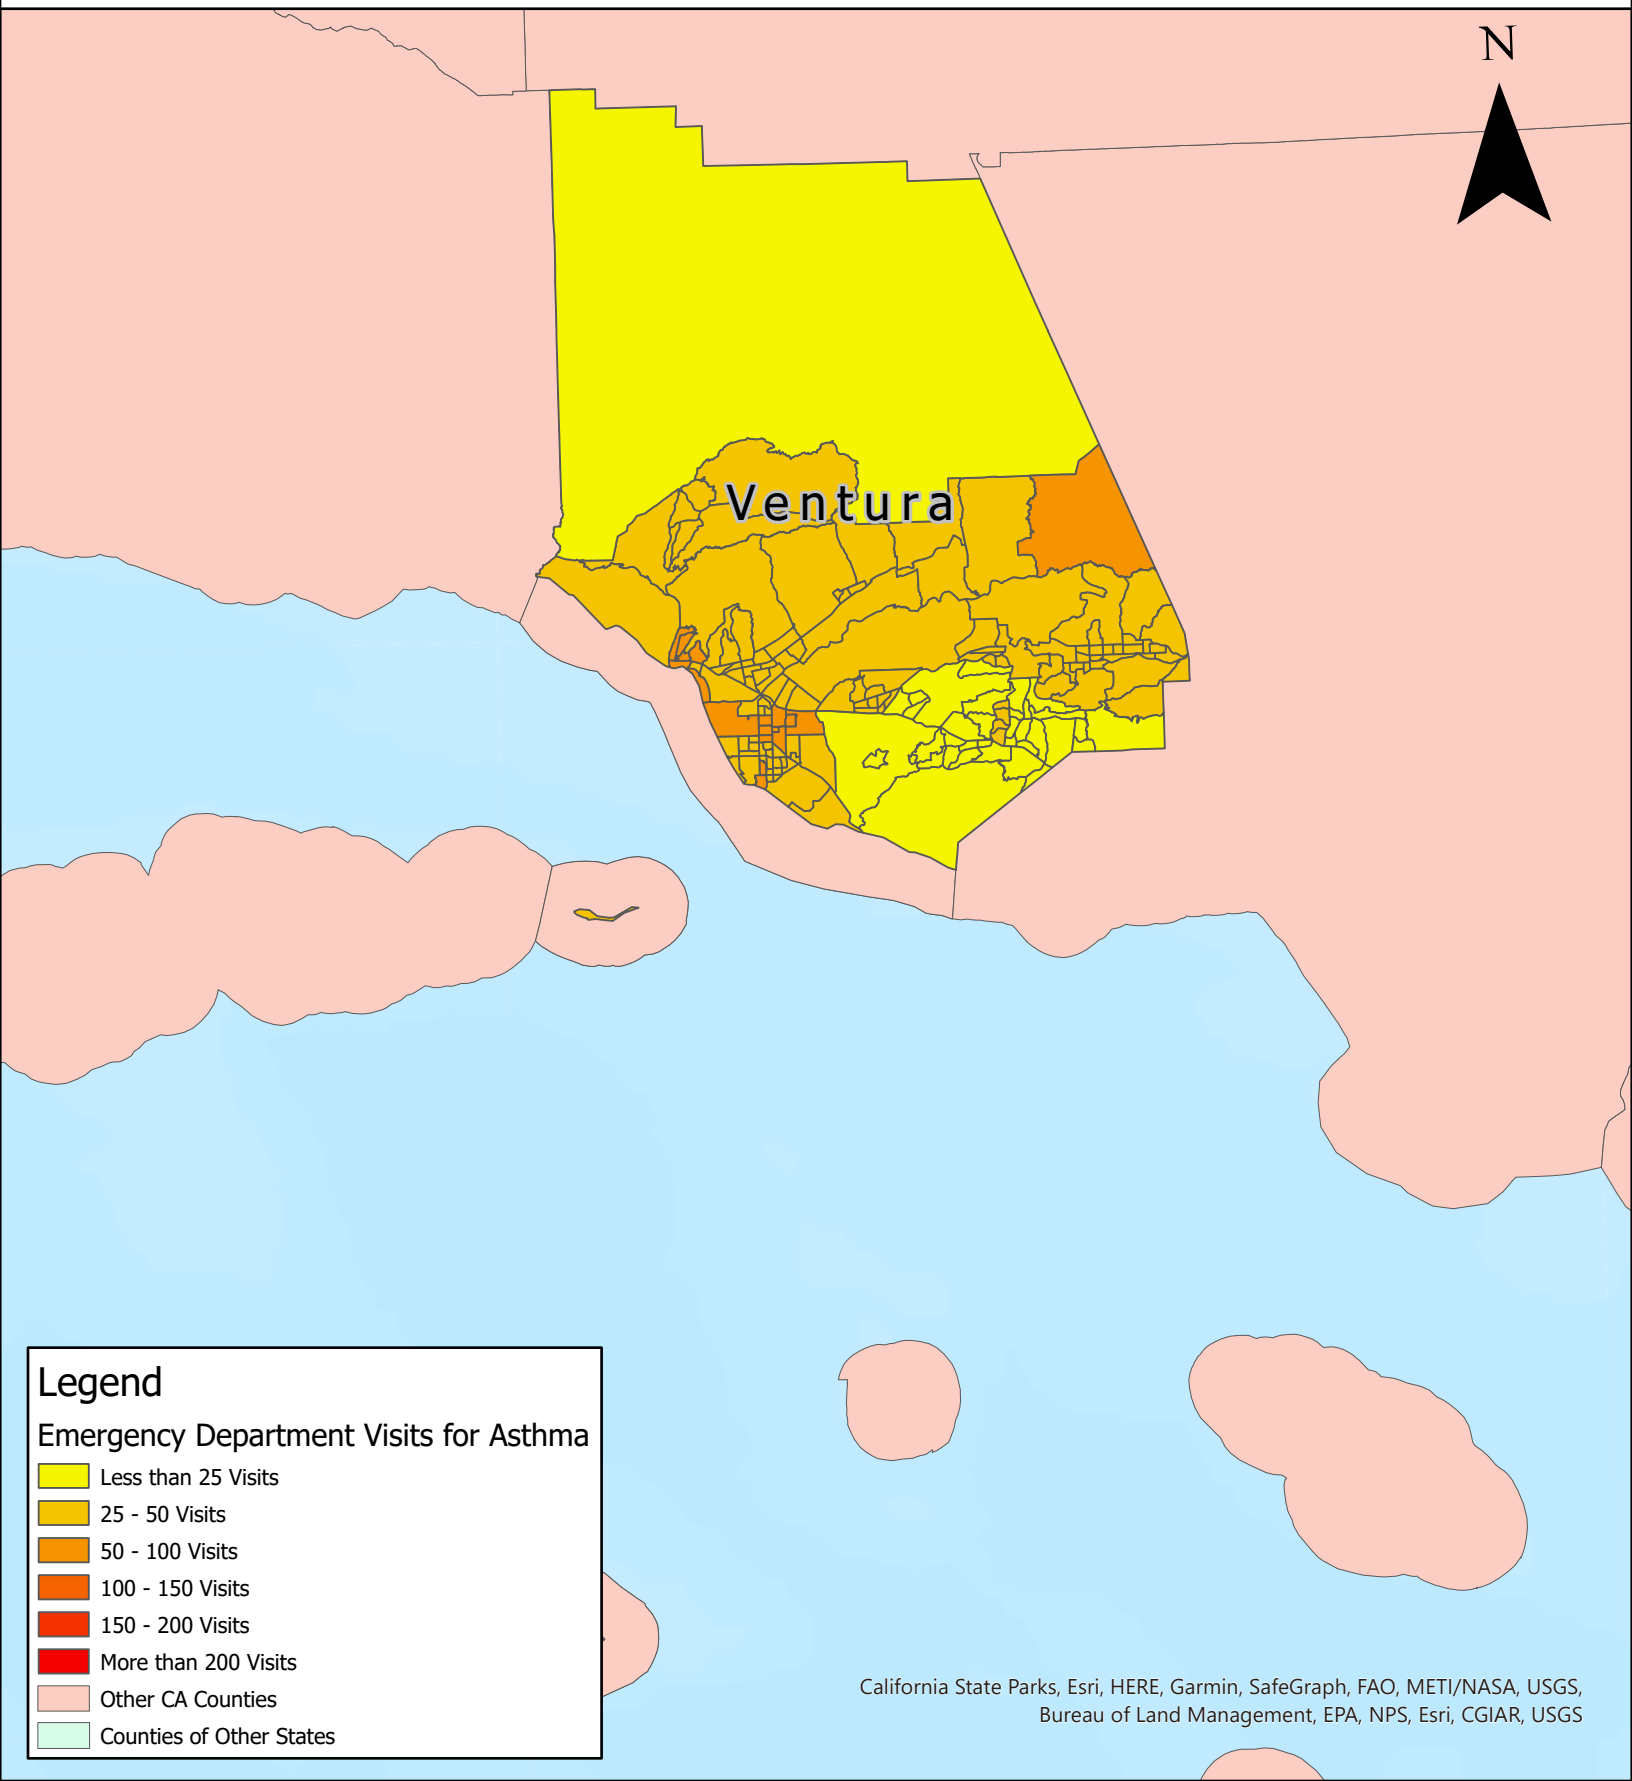 N
Ventura
Legend
Emergency Department Visits for Asthma
Less than 25 Visits
25 - 50 Visits
50 - 100 Visits
100 - 150 Visits
150 - 200 Visits
More than 200 Visits
Other CA Counties
Counties of Other States
California State Parks, Esri, HERE, Garmin, SafeGraph, FAO, METI/NASA, USGS,
Bureau of Land Management, EPA, NPS, Esri, CGIAR, USGS